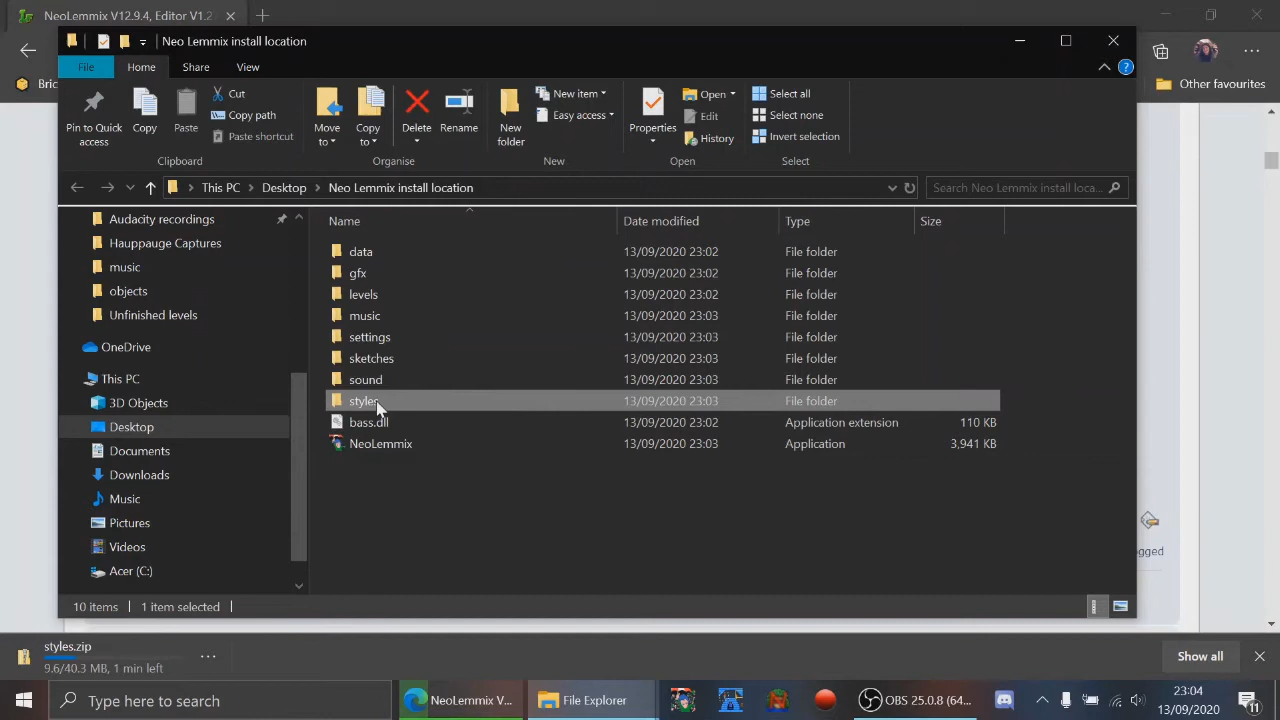 NeoLemmix V12.9.4, Editor V1.2
Neo Lemmix install location
File
Home
Share
View
Pin to Quick access
Copy
Paste
Cut
Copy path
Paste shortcut
Clipboard
Move to
Copy to
Delete
Rename
Organise
New folder
New item
Easy access
New
Properties
Open
Edit
History
Open
Select all
Select none
Invert selection
Select
Bric
Other favourites
This PC > Desktop > Neo Lemmix install location
Search Neo Lemmix install loca...
Audacity recordings
Hauppauge Captures
music
objects
Unfinished levels
OneDrive
This PC
3D Objects
Desktop
Documents
Downloads
Music
Pictures
Videos
Acer (C:)
Name Date modified Type Size
data 13/09/2020 23:02 File folder
gfx 13/09/2020 23:02 File folder
levels 13/09/2020 23:02 File folder
music 13/09/2020 23:03 File folder
settings 13/09/2020 23:03 File folder
sketches 13/09/2020 23:03 File folder
sound 13/09/2020 23:03 File folder
styles 13/09/2020 23:03 File folder
bass.dll 13/09/2020 23:02 Application extension 110 KB
NeoLemmix 13/09/2020 23:03 Application 3,941 KB
10 items
1 item selected
gged
styles.zip
9.6/40.3 MB, 1 min left
Show all
Type here to search
NeoLemmix V...
File Explorer
OBS 25.0.8 (64...
23:04
13/09/2020
11